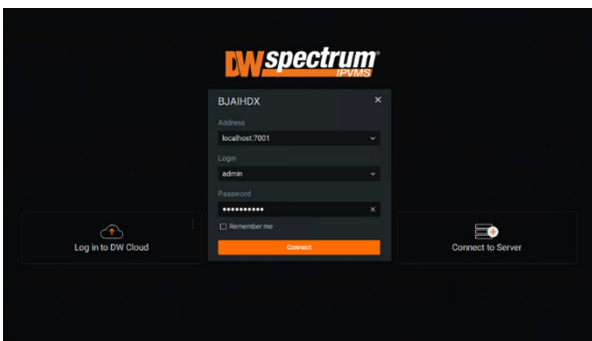 DW spectrum®
IPVMS
BJAIHDX
Address
localhost:7001
Login
admin
Password
••••••••••
Remember me
Connect
Log in to DW Cloud
Connect to Server